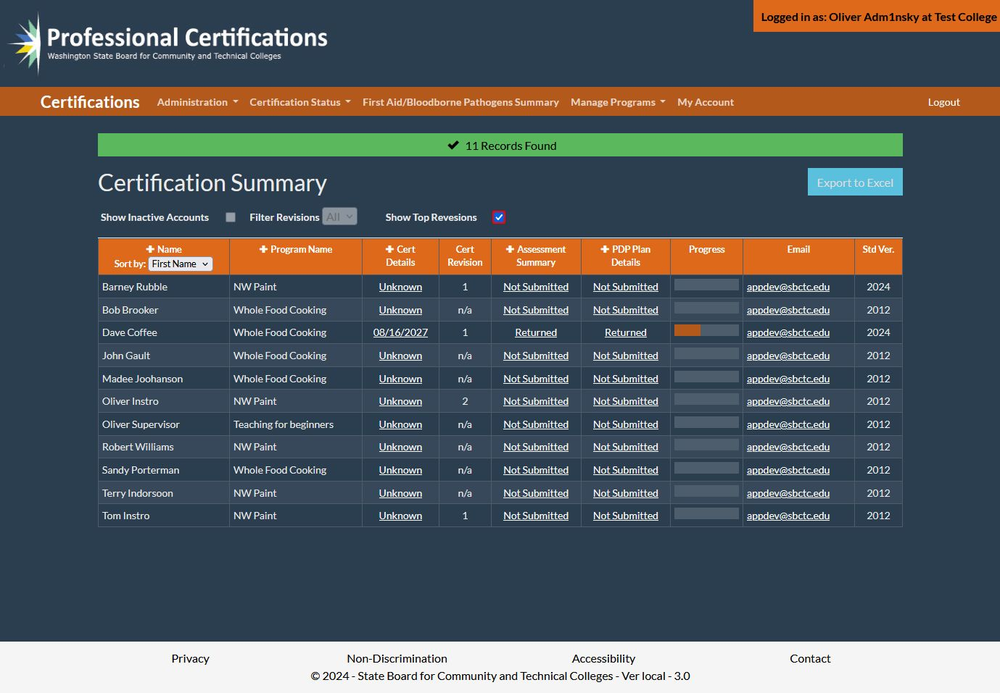 Logged in as: Oliver Adm1nsky at Test College
Professional Certifications
Washington State Board for Community and Technical Colleges
Certifications Administration Certification Status First Aid/Bloodborne Pathogens Summary Manage Programs My Account Logout
11 Records Found
Certification Summary Export to Excel
Show Inactive Accounts Filter Revisions All Show Top Revesions
Name Program Name Cert Details Cert Revision Assessment Summary PDP Plan Details Progress Email Std Ver.
Sort by: First Name
Barney Rubble NW Paint Unknown 1 Not Submitted Not Submitted appdev@sbctc.edu 2024
Bob Brooker Whole Food Cooking Unknown n/a Not Submitted Not Submitted appdev@sbctc.edu 2012
Dave Coffee Whole Food Cooking 08/16/2027 1 Returned Returned appdev@sbctc.edu 2024
John Gault Whole Food Cooking Unknown n/a Not Submitted Not Submitted appdev@sbctc.edu 2012
Madee Joohanson Whole Food Cooking Unknown n/a Not Submitted Not Submitted appdev@sbctc.edu 2012
Oliver Instro NW Paint Unknown 2 Not Submitted Not Submitted appdev@sbctc.edu 2012
Oliver Supervisor Teaching for beginners Unknown n/a Not Submitted Not Submitted appdev@sbctc.edu 2012
Robert Williams NW Paint Unknown n/a Not Submitted Not Submitted appdev@sbctc.edu 2012
Sandy Porterman Whole Food Cooking Unknown n/a Not Submitted Not Submitted appdev@sbctc.edu 2012
Terry Indorsoon NW Paint Unknown n/a Not Submitted Not Submitted appdev@sbctc.edu 2012
Tom Instro NW Paint Unknown 1 Not Submitted Not Submitted appdev@sbctc.edu 2012
Privacy Non-Discrimination Accessibility Contact
© 2024 - State Board for Community and Technical Colleges - Ver local - 3.0